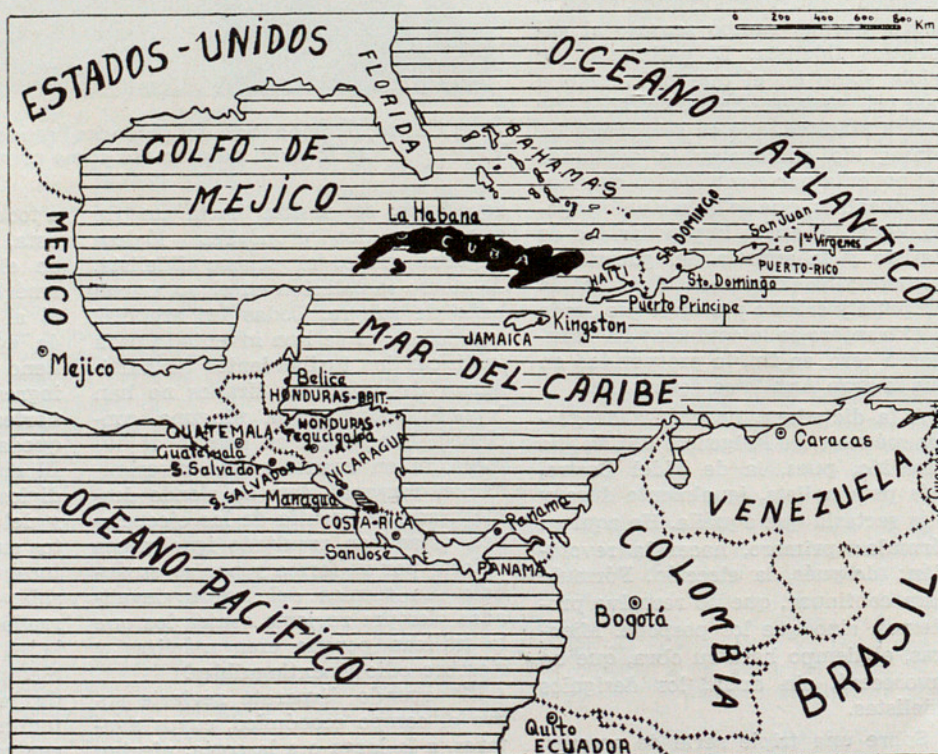 0 200 400 600 800 Km
ESTADOS-UNIDOS
FLORIDA
OCÉANO
ATLANTICO
GOLFO DE
MEJICO
BAHAMAS
MEJICO
La Habana
CUBA
HAITI
Sto. DOMINGO
San Juan
Virgenes
PUERTO-RICO
Sto. Domingo
Puerto Principe
Kingston
JAMAICA
Mejico
MAR DEL CARIBE
Belice
HONDURAS-BRIT.
GUATEMALA
Guatemala
HONDURAS
Tegucigalpa
S. Salvador
S. SALVADOR
NICARAGUA
Managua
COSTA-RICA
San José
Panama
PANAMA
Caracas
VENEZUELA
COLOMBIA
Bogotá
BRASIL
OCEANO PACIFICO
Quito
ECUADOR